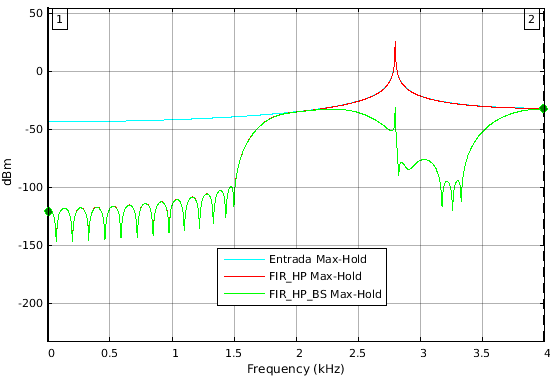 50
1
2
0
-50
dBm
-100
-150
Entrada Max-Hold
FIR_HP Max-Hold
FIR_HP_BS Max-Hold
-200
0 0.5 1 1.5 2 2.5 3 3.5 4
Frequency (kHz)